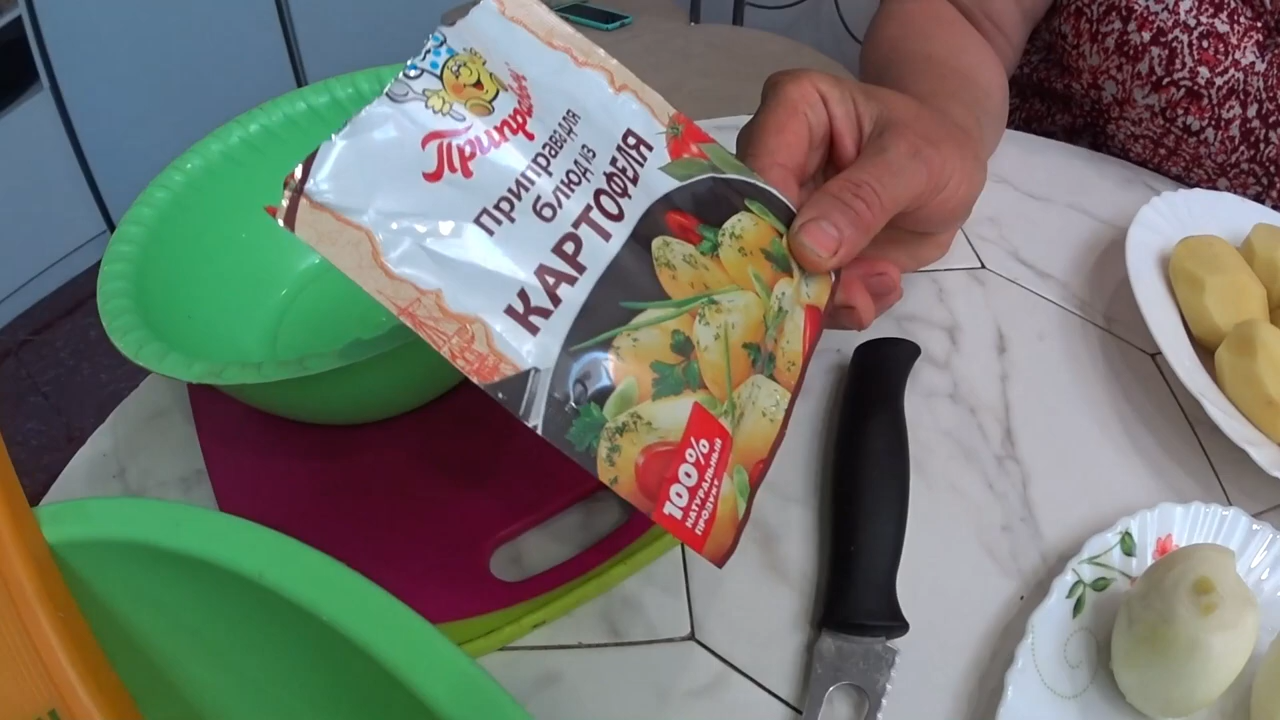 Приправыч
Приправа для
блюд из
КАРТОФЕЛЯ
100%
НАТУРАЛЬНЫЙ
ПРОДУКТ